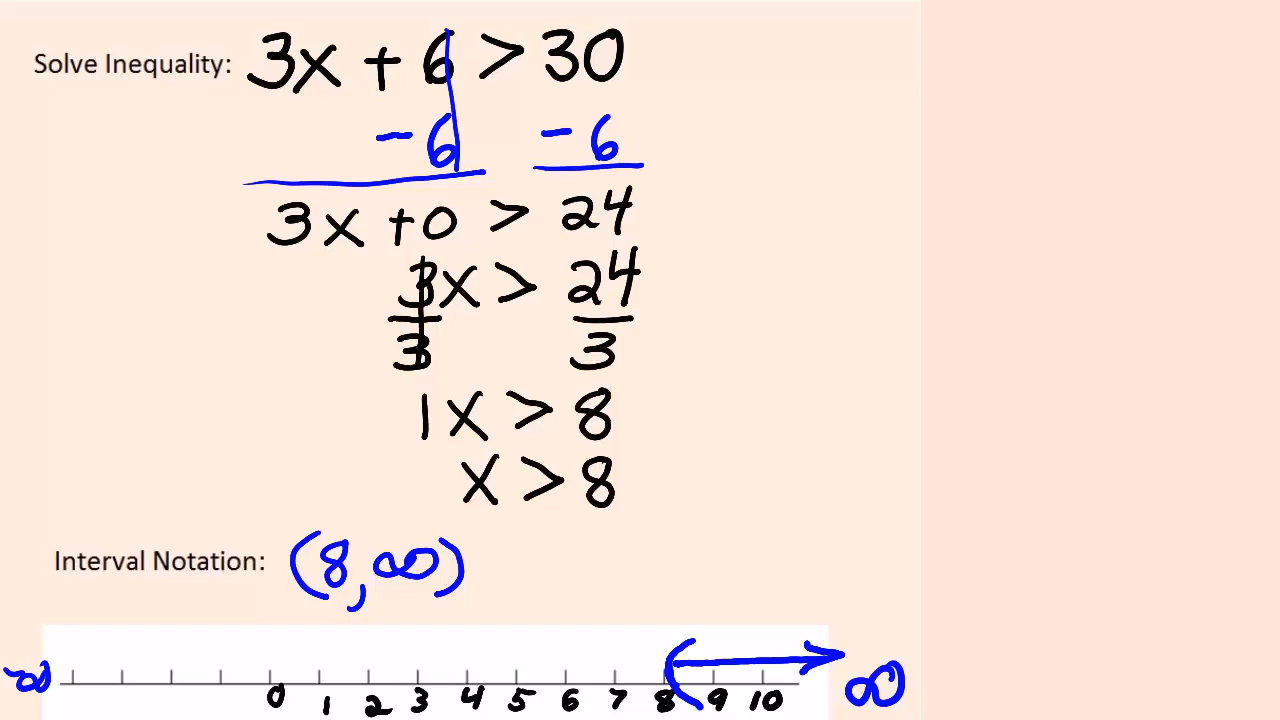 Solve Inequality: 3x + 6 > 30
- 6 - 6
3x + 0 > 24
3x > 24
3 3
1x > 8
x > 8
Interval Notation: (8, ∞)
-∞ ( ∞
0 1 2 3 4 5 6 7 8 9 10